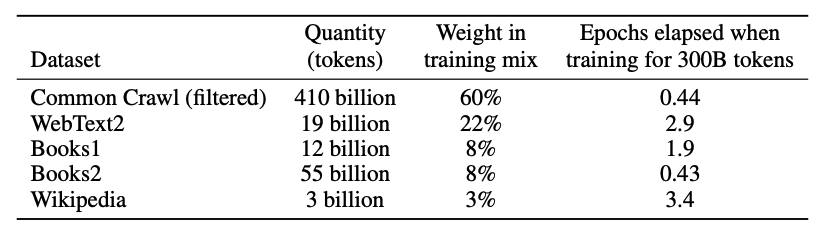 Quantity Weight in Epochs elapsed when
Dataset (tokens) training mix training for 300B tokens
Common Crawl (filtered) 410 billion 60% 0.44
WebText2 19 billion 22% 2.9
Books1 12 billion 8% 1.9
Books2 55 billion 8% 0.43
Wikipedia 3 billion 3% 3.4